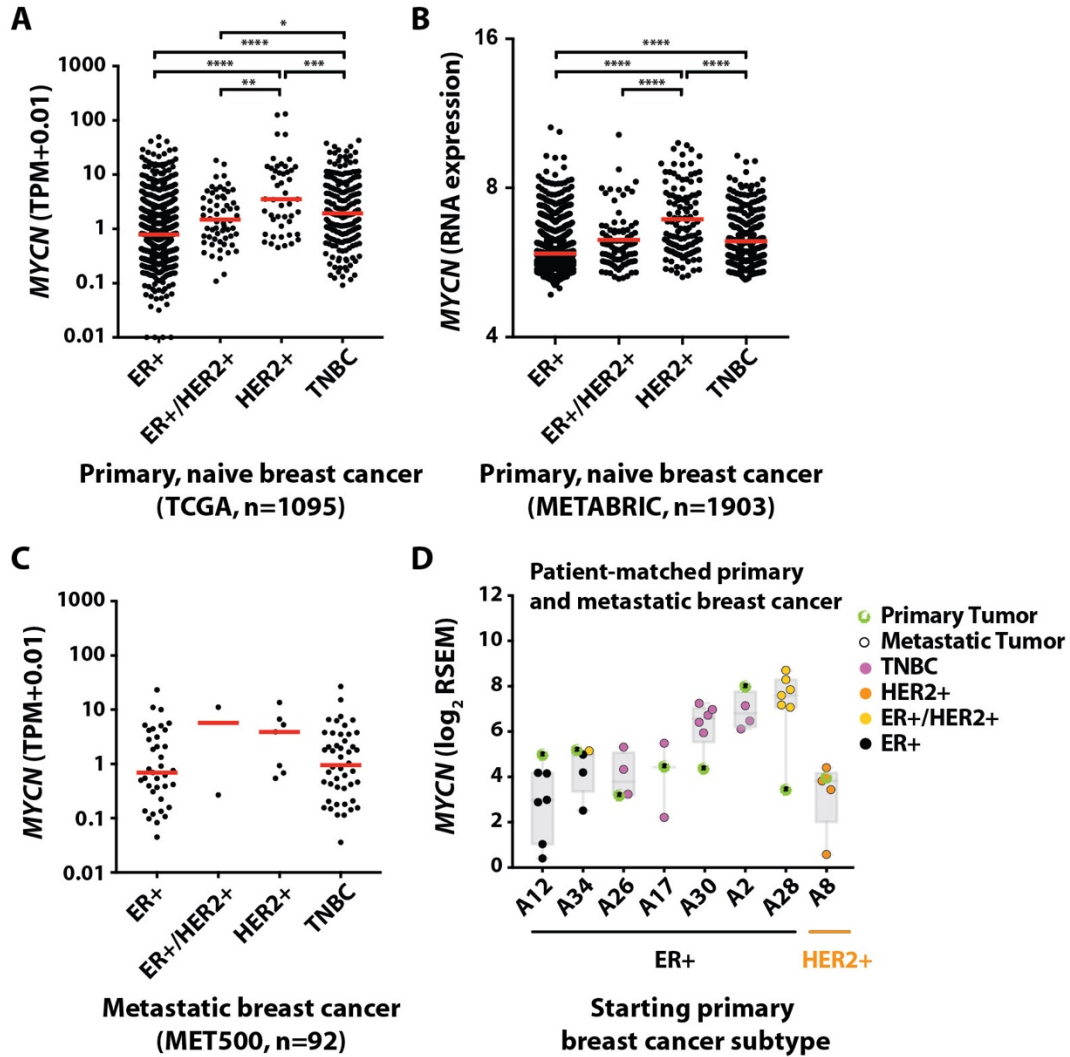 A
*
****
****
***
**
1000
100
10
1
0.1
0.01
MYCN (TPM+0.01)
ER+
ER+/HER2+
HER2+
TNBC
Primary, naive breast cancer
(TCGA, n=1095)
B
****
****
****
****
16
8
4
MYCN (RNA expression)
ER+
ER+/HER2+
HER2+
TNBC
Primary, naive breast cancer
(METABRIC, n=1903)
C
1000
100
10
1
0.1
0.01
MYCN (TPM+0.01)
ER+
ER+/HER2+
HER2+
TNBC
Metastatic breast cancer
(MET500, n=92)
D
Patient-matched primary
and metastatic breast cancer
12
10
8
6
4
2
0
MYCN (log2 RSEM)
A12
A34
A26
A17
A30
A2
A28
A8
ER+
HER2+
Starting primary
breast cancer subtype
Primary Tumor
Metastatic Tumor
TNBC
HER2+
ER+/HER2+
ER+